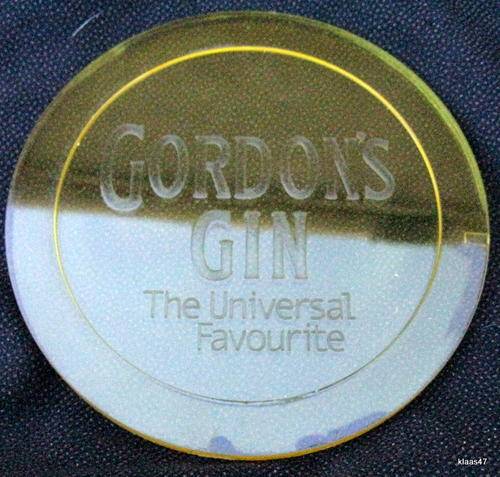 GORDON'S
GIN
The Universal
Favourite
klaas47